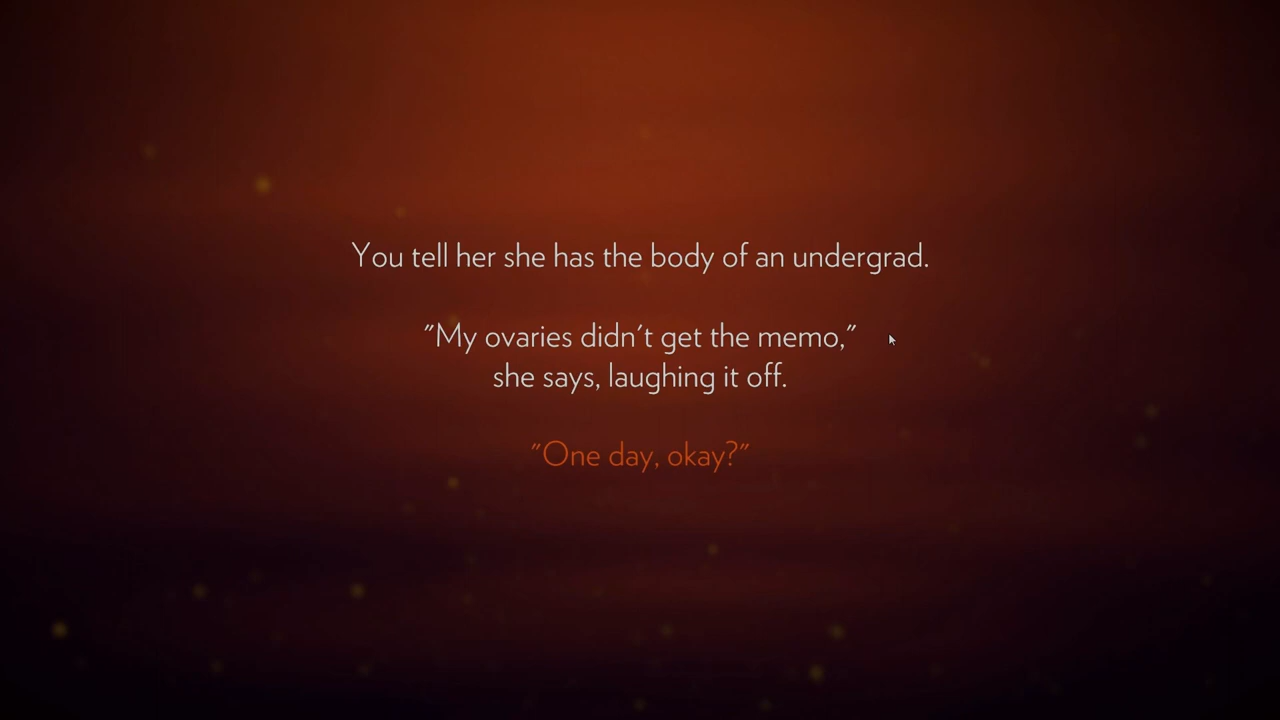 You tell her she has the body of an undergrad.
"My ovaries didn't get the memo,"
she says, laughing it off.
"One day, okay?"